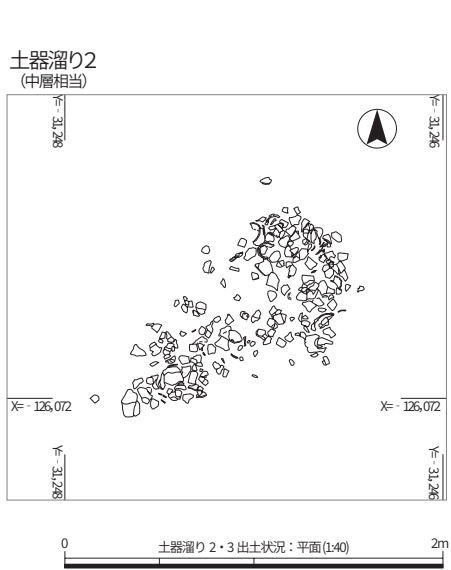 土器溜り2
(中層相当)
Y=-31,248
Y=-31,246
X=-126,072
X=-126,072
Y=-31,248
Y=-31,246
0
土器溜り 2・3 出土状況：平面(1:40)
2m